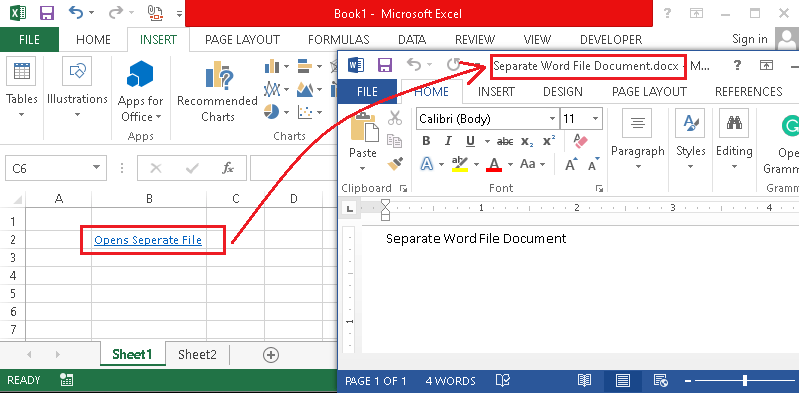 Book1 - Microsoft Excel
FILE HOME INSERT PAGE LAYOUT FORMULAS DATA REVIEW VIEW DEVELOPER Sign in
Tables
Illustrations
Apps for
Office
Apps
Recommended
Charts
Charts
C6
fx
A B C D
1
2 Opens Seperate File
3
4
5
6
7
Sheet1 Sheet2
READY
Separate Word File Document.docx - M...
FILE HOME INSERT DESIGN PAGE LAYOUT REFERENCES
Paste
Clipboard
Calibri (Body) 11
B I U abc X2 X2
A ab A Aa A A
Font
Paragraph
Styles
Editing
Open
Gramm
L
1 2 3 4
Separate Word File Document
1
PAGE 1 OF 1 4 WORDS